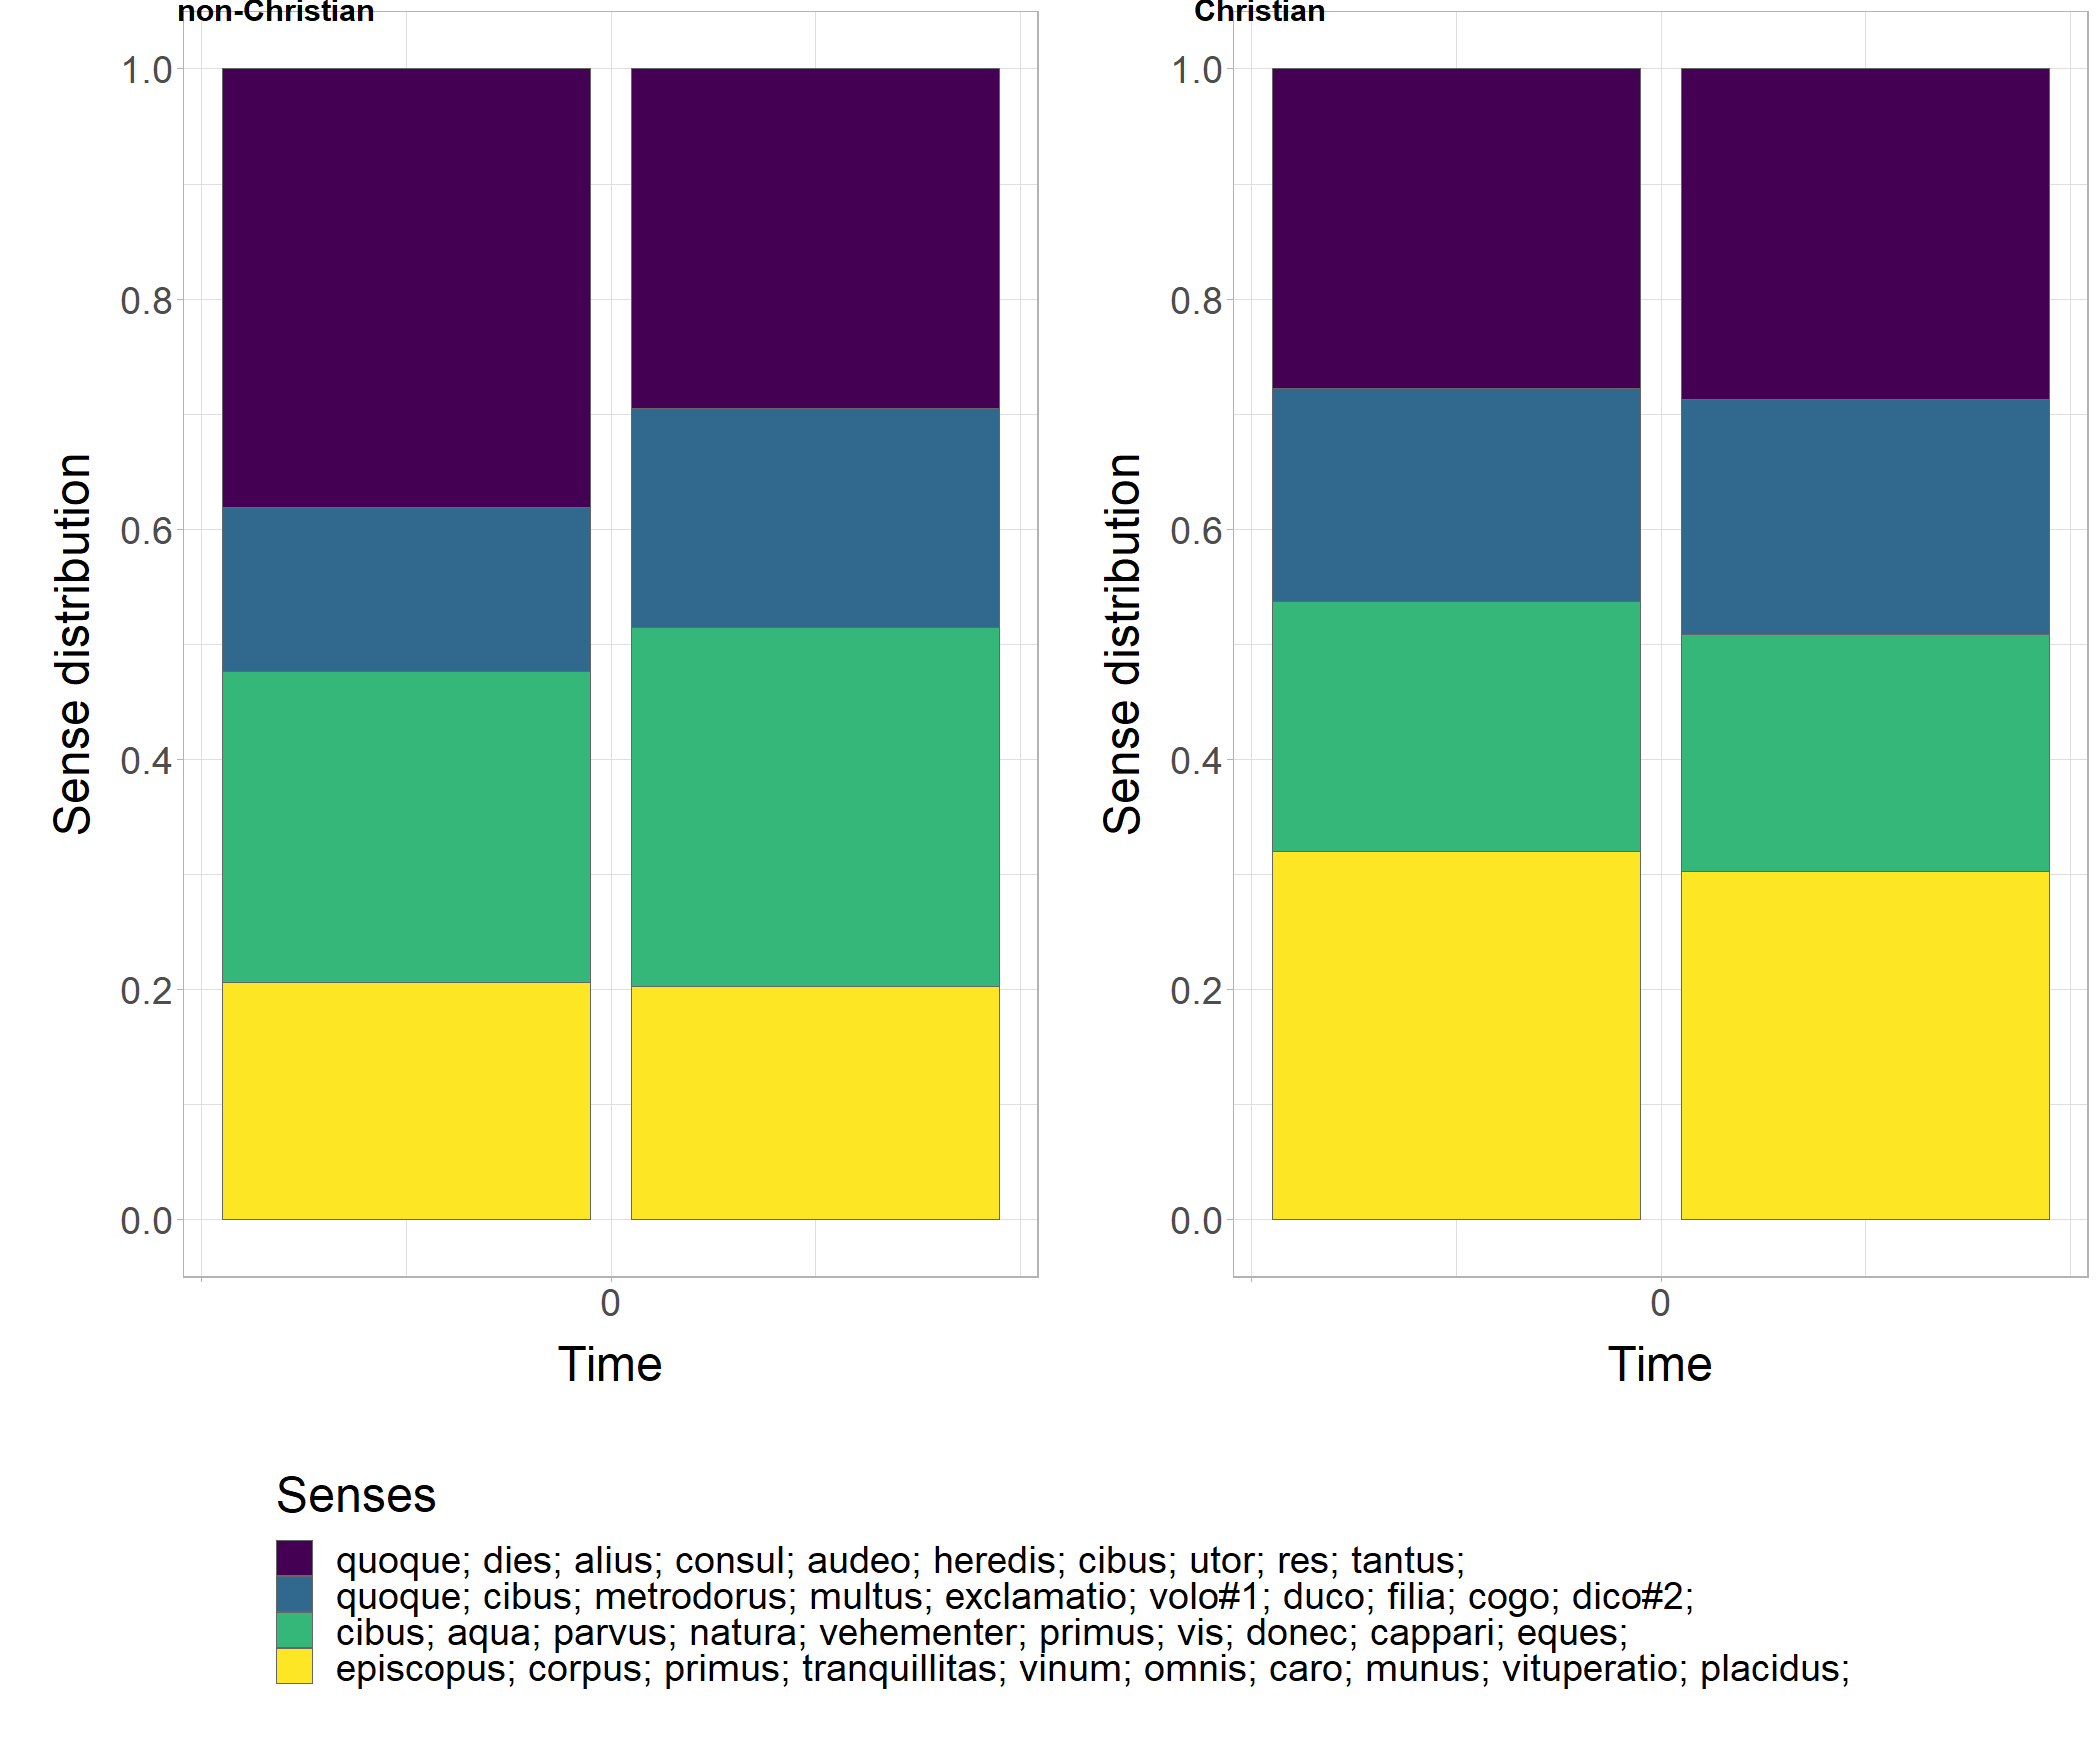 non-Christian
1.0
0.8
0.6
0.4
0.2
0.0
Sense distribution
0
Time
Christian
1.0
0.8
0.6
0.4
0.2
0.0
Sense distribution
0
Time
Senses
quoque; dies; alius; consul; audeo; heredis; cibus; utor; res; tantus;
quoque; cibus; metrodorus; multus; exclamatio; volo#1; duco; filia; cogo; dico#2;
cibus; aqua; parvus; natura; vehementer; primus; vis; donec; cappari; eques;
episcopus; corpus; primus; tranquillitas; vinum; omnis; caro; munus; vituperatio; placidus;